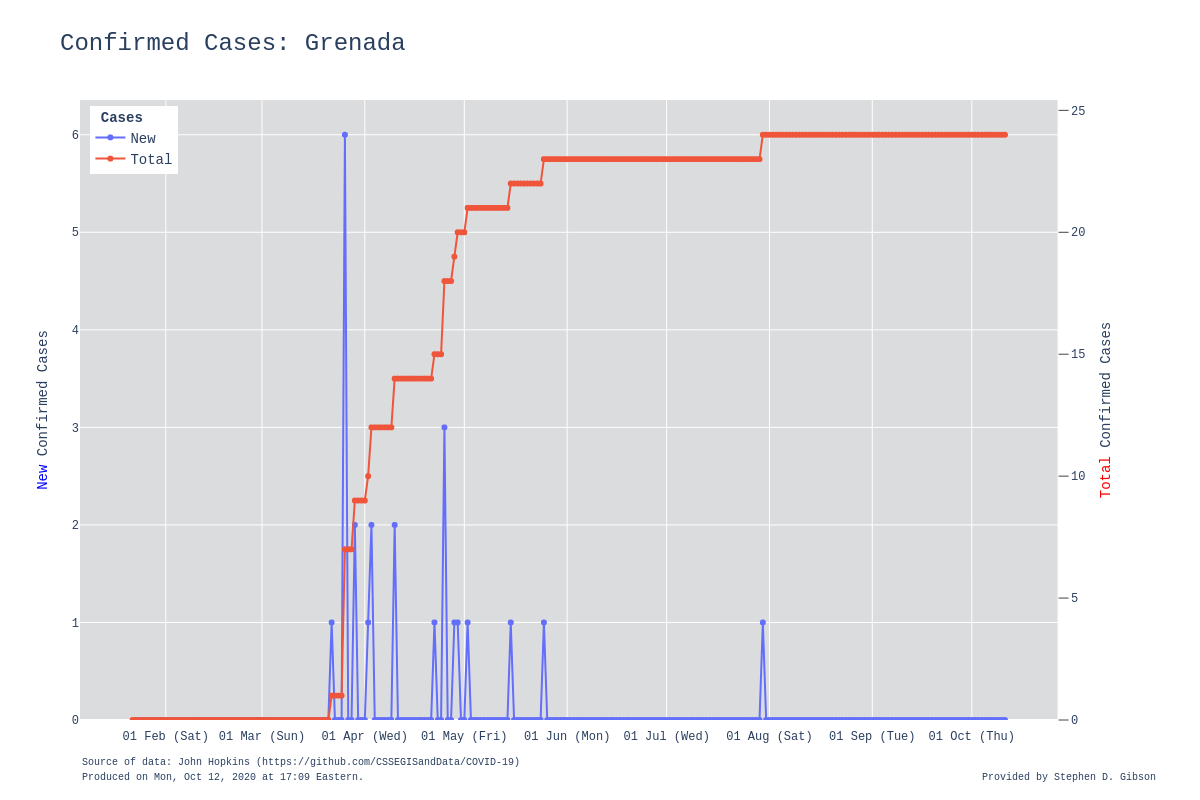 Confirmed Cases: Grenada
Cases
New
Total
6
5
4
3
2
1
0
25
20
15
10
5
0
New Confirmed Cases
Total Confirmed Cases
01 Feb (Sat) 01 Mar (Sun) 01 Apr (Wed) 01 May (Fri) 01 Jun (Mon) 01 Jul (Wed) 01 Aug (Sat) 01 Sep (Tue) 01 Oct (Thu)
Source of data: John Hopkins (https://github.com/CSSEGISandData/COVID-19)
Produced on Mon, Oct 12, 2020 at 17:09 Eastern.
Provided by Stephen D. Gibson